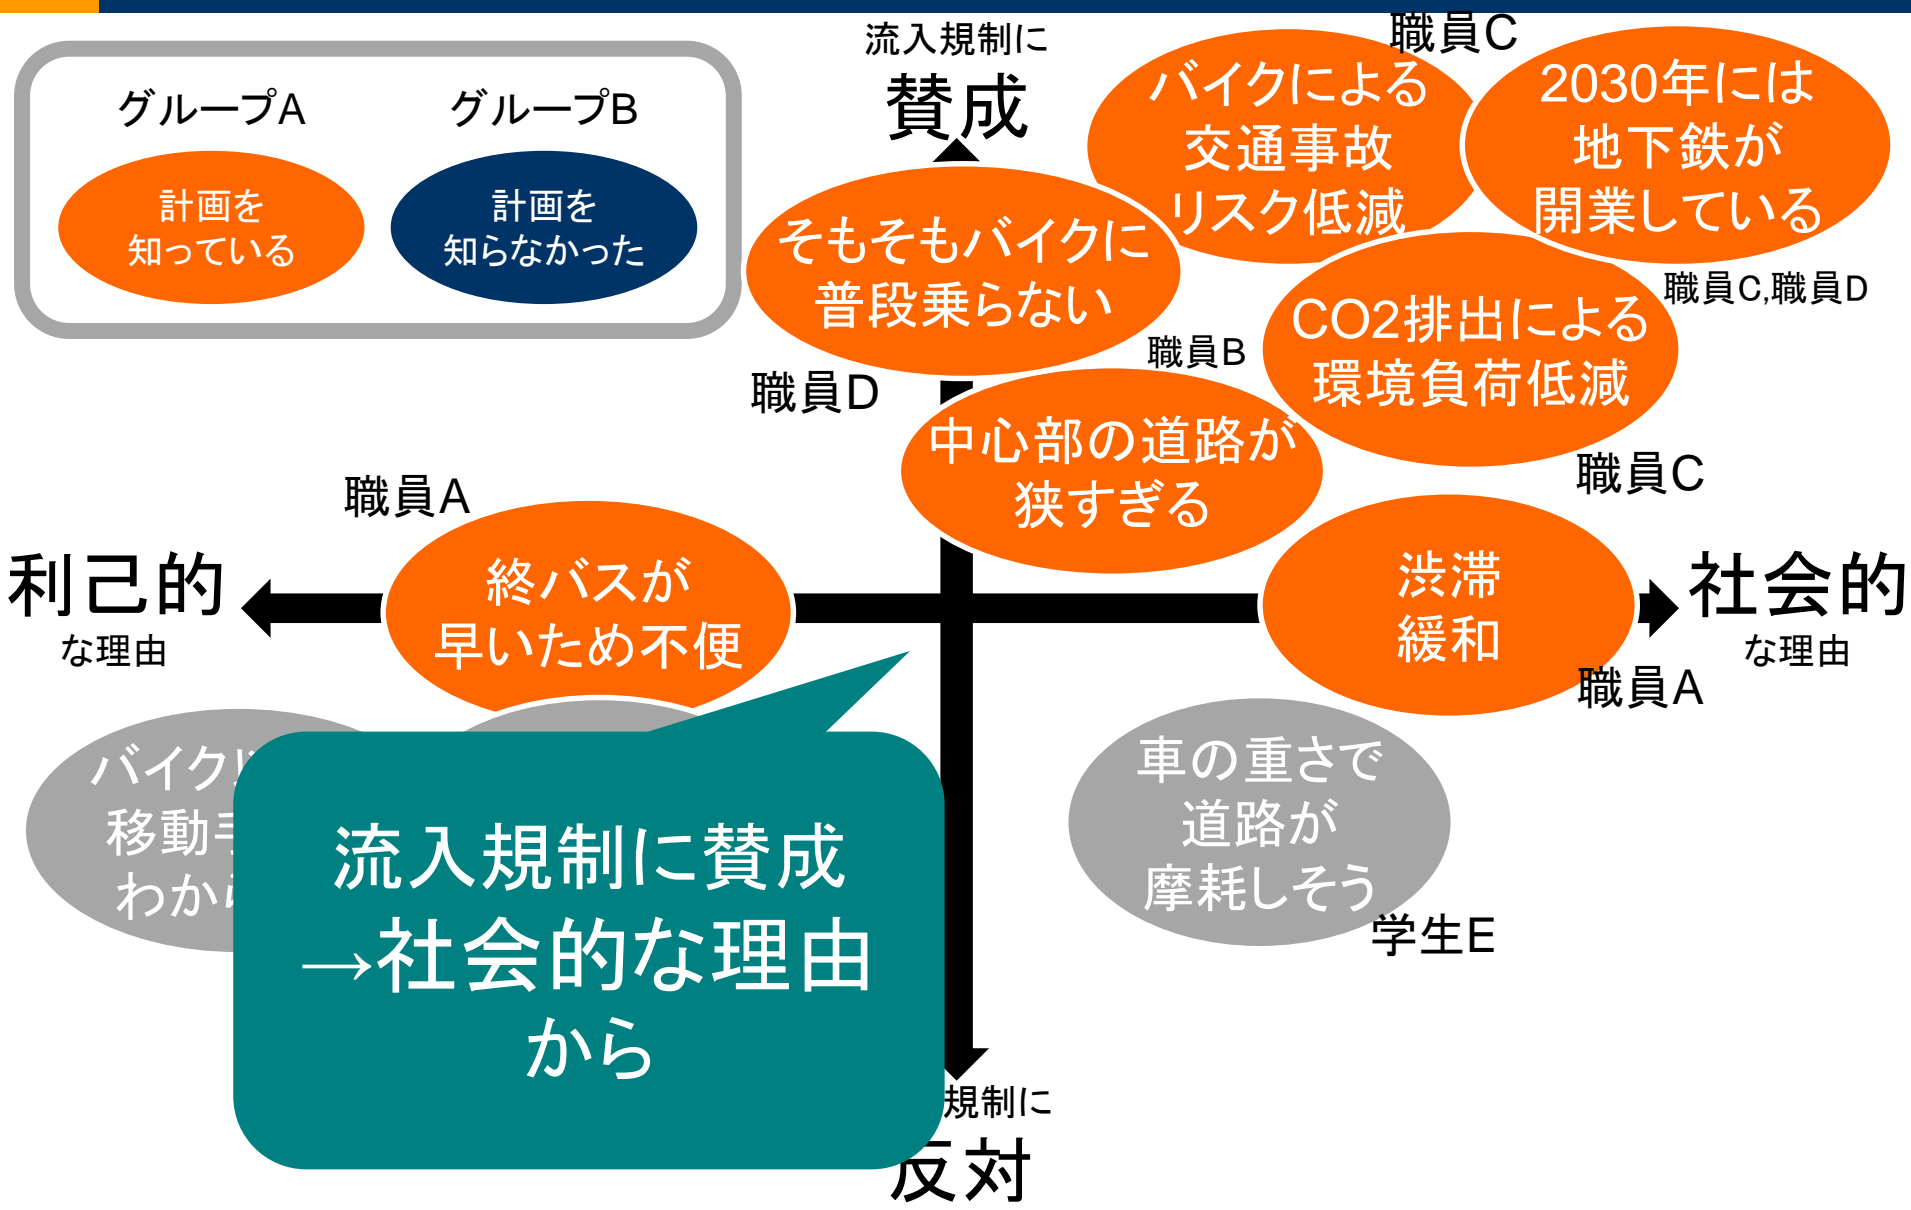 グループA
グループB
計画を
知っている
計画を
知らなかった
流入規制に
賛成
職員C
バイクによる
交通事故
リスク低減
2030年には
地下鉄が
開業している
職員C,職員D
そもそもバイクに
普段乗らない
職員D
職員B
CO2排出による
環境負荷低減
職員C
中心部の道路が
狭すぎる
職員A
終バスが
早いため不便
利己的
な理由
渋滞
緩和
職員A
社会的
な理由
バイク
移動
わか
車の重さで
道路が
摩耗しそう
学生E
流入規制に賛成
→社会的な理由
から
規制に
反対